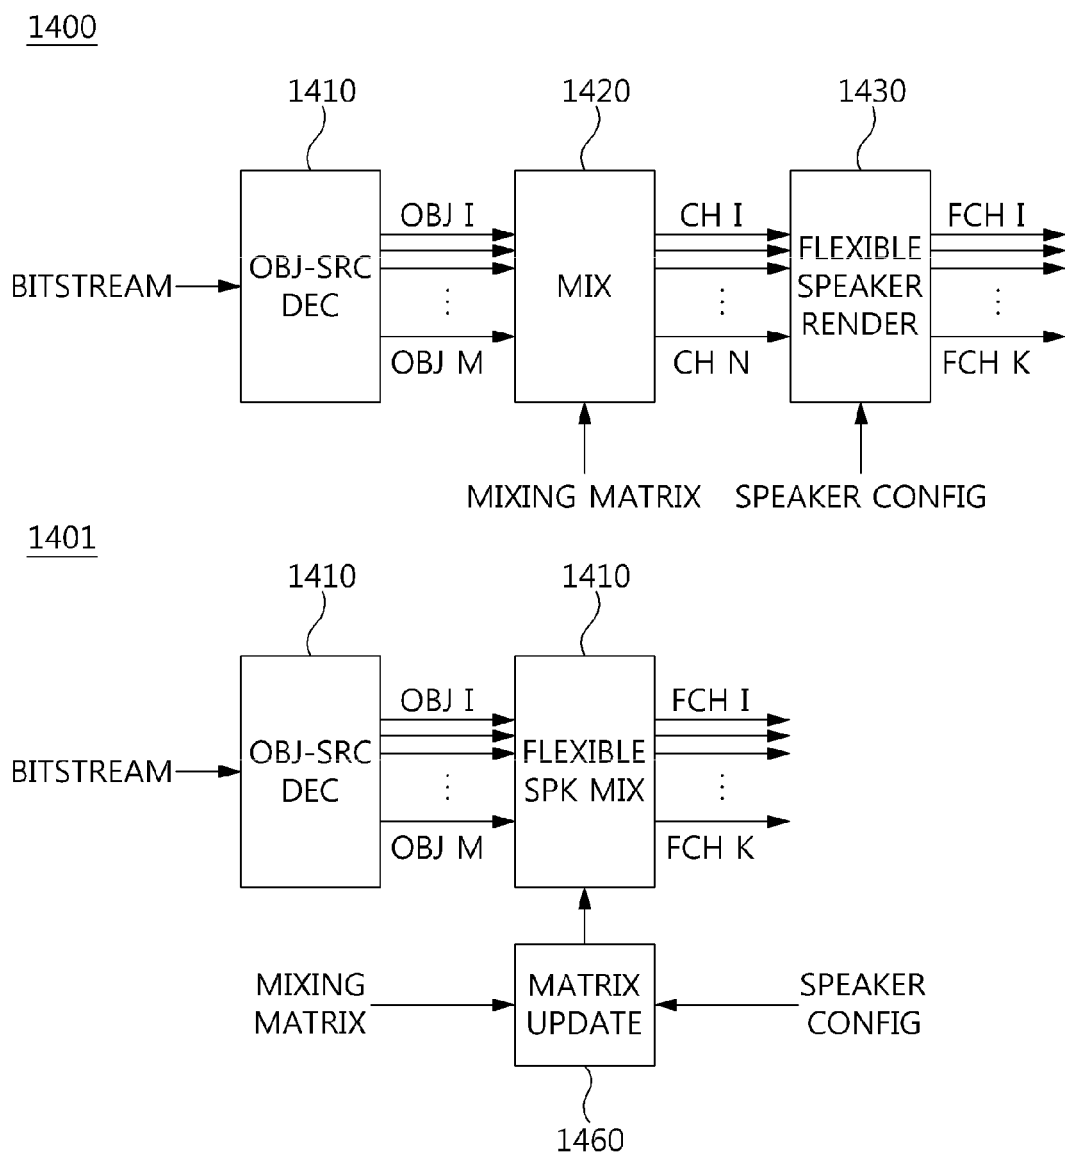 1400
1410
1420
1430
OBJ I
CH I
FCH I
BITSTREAM
OBJ-SRC
DEC
MIX
FLEXIBLE
SPEAKER
RENDER
OBJ M
CH N
FCH K
MIXING MATRIX
SPEAKER CONFIG
1401
1410
1410
OBJ I
FCH I
BITSTREAM
OBJ-SRC
DEC
FLEXIBLE
SPK MIX
OBJ M
FCH K
MIXING
MATRIX
MATRIX
UPDATE
SPEAKER
CONFIG
1460